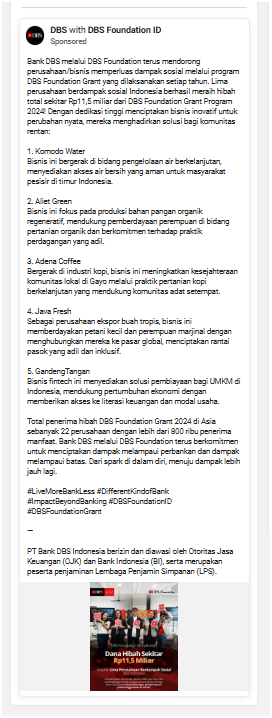 DBS with DBS Foundation ID
Sponsored
Bank DBS melalui DBS Foundation terus mendorong
perusahaan/bisnis memperluas dampak sosial melalui program
DBS Foundation Grant yang dilaksanakan setiap tahun. Lima
perusahaan berdampak sosial Indonesia berhasil meraih hibah
total sekitar Rp11,5 miliar dari DBS Foundation Grant Program
2024! Dengan dedikasi tinggi menciptakan bisnis inovatif untuk
perubahan nyata, mereka menghadirkan solusi bagi komunitas
rentan:
1. Komodo Water
Bisnis ini bergerak di bidang pengelolaan air berkelanjutan,
menyediakan akses air bersih yang aman untuk masyarakat
pesisir di timur Indonesia.
2. Aliet Green
Bisnis ini fokus pada produksi bahan pangan organik
regeneratif, mendukung pemberdayaan perempuan di bidang
pertanian organik dan berkomitmen terhadap praktik
perdagangan yang adil.
3. Adena Coffee
Bergerak di industri kopi, bisnis ini meningkatkan kesejahteraan
komunitas lokal di Gayo melalui praktik pertanian kopi
berkelanjutan yang mendukung komunitas adat setempat.
4. Java Fresh
Sebagai perusahaan ekspor buah tropis, bisnis ini
memberdayakan petani kecil dan perempuan marjinal dengan
menghubungkan mereka ke pasar global, menciptakan rantai
pasok yang adil dan inklusif.
5. GandengTangan
Bisnis fintech ini menyediakan solusi pembiayaan bagi UMKM di
Indonesia, mendukung pertumbuhan ekonomi dengan
memberikan akses ke literasi keuangan dan modal usaha.
Total penerima hibah DBS Foundation Grant 2024 di Asia
sebanyak 22 perusahaan dengan lebih dari 800 ribu penerima
manfaat. Bank DBS melalui DBS Foundation terus berkomitmen
untuk menciptakan dampak melampaui perbankan dan dampak
melampaui batas. Dari spark di dalam diri, menuju dampak lebih
jauh lagi.
#LiveMoreBankLess #DifferentKindofBank
#ImpactBeyondBanking #DBSFoundationID
#DBSFoundationGrant
—
PT Bank DBS Indonesia berizin dan diawasi oleh Otoritas Jasa
Keuangan (OJK) dan Bank Indonesia (BI), serta merupakan
peserta penjaminan Lembaga Penjamin Simpanan (LPS).
Dana Hibah Sekitar
Rp11,5 Miliar